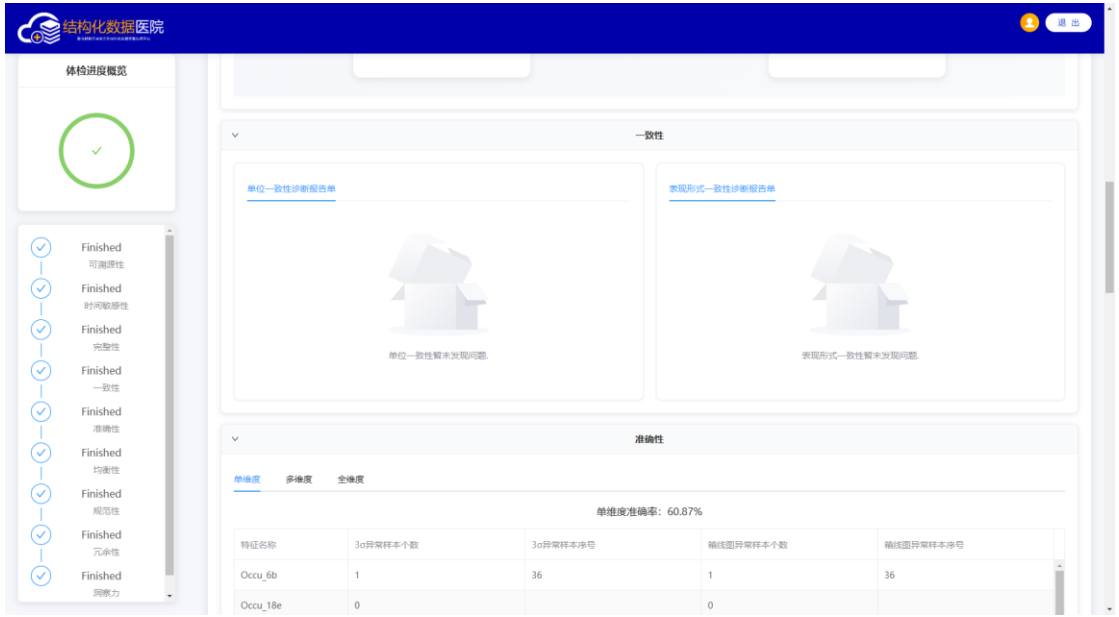 结构化数据医院
退 出
体检进度概览
Finished
可溯源性
Finished
时间敏感性
Finished
完整性
Finished
一致性
Finished
准确性
Finished
均衡性
Finished
规范性
Finished
冗余性
Finished
洞察力
一致性
单位一致性诊断报告单
表现形式一致性诊断报告单
单位一致性暂未发现问题.
表现形式一致性暂未发现问题.
准确性
单维度 多维度 全维度
单维度准确率：60.87%
特征名称 3σ异常样本个数 3σ异常样本序号 箱线图异常样本个数 箱线图异常样本序号
Occu_6b 1 36 1 36
Occu_18e 0 0